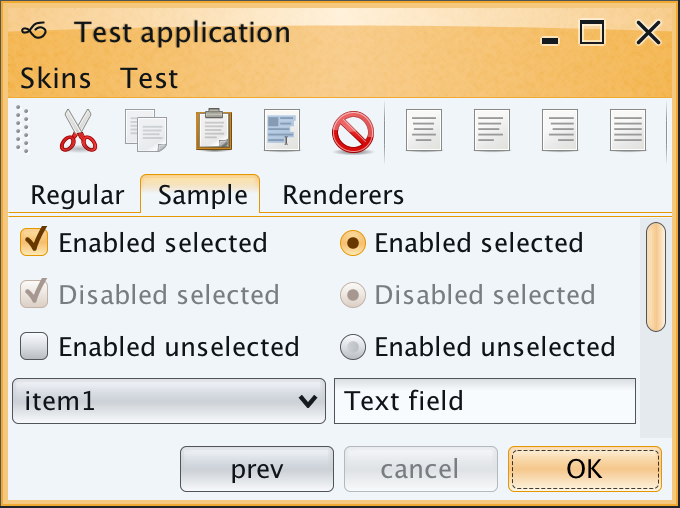 Test application
Skins Test
Regular Sample Renderers
Enabled selected Enabled selected
Disabled selected Disabled selected
Enabled unselected Enabled unselected
item1 Text field
prev cancel OK